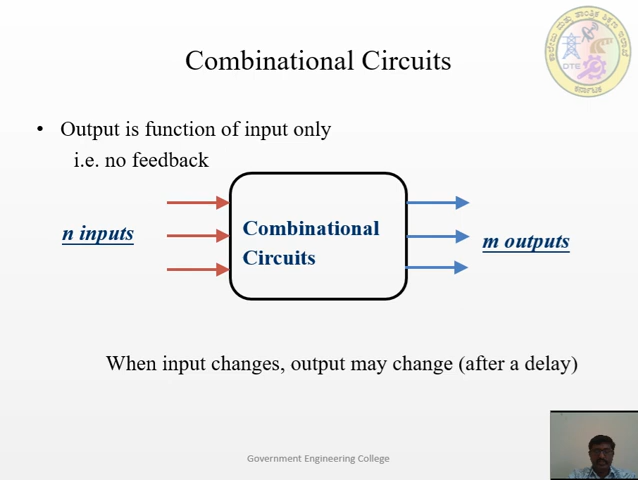 Combinational Circuits
DTE
• Output is function of input only
i.e. no feedback
n inputs
Combinational
Circuits
m outputs
When input changes, output may change (after a delay)
Government Engineering College